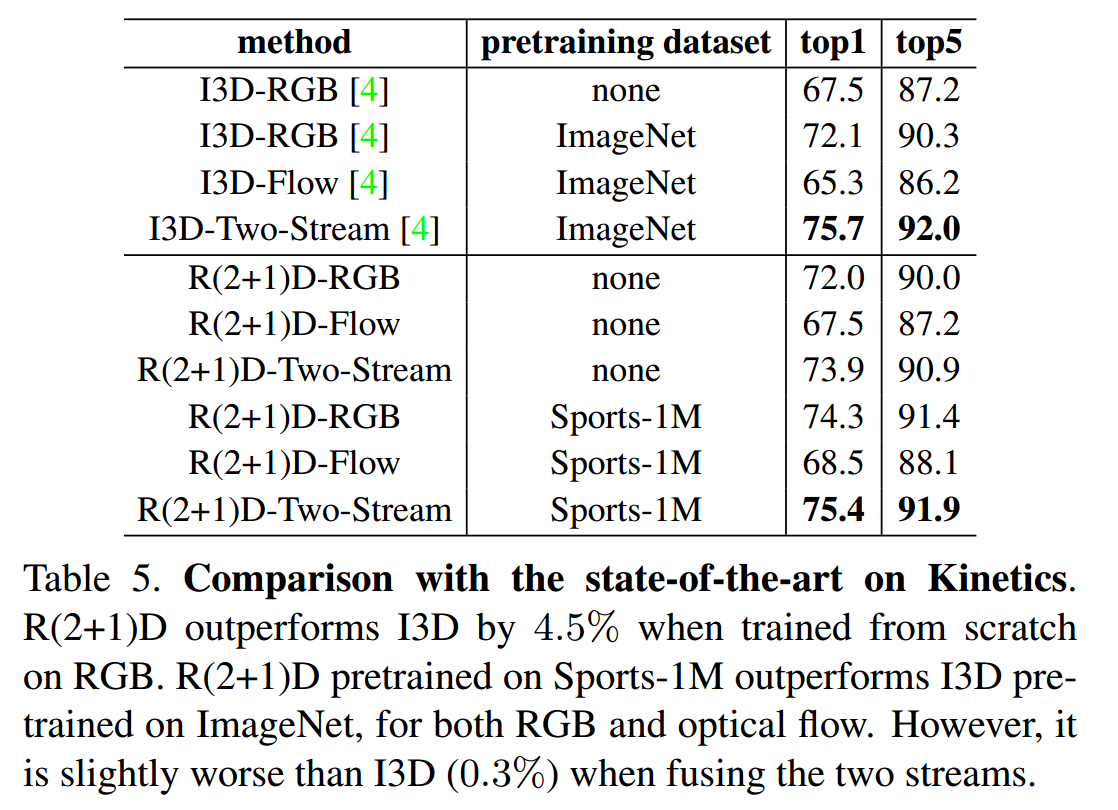 method pretraining dataset top1 top5
I3D-RGB [4] none 67.5 87.2
I3D-RGB [4] ImageNet 72.1 90.3
I3D-Flow [4] ImageNet 65.3 86.2
I3D-Two-Stream [4] ImageNet 75.7 92.0
R(2+1)D-RGB none 72.0 90.0
R(2+1)D-Flow none 67.5 87.2
R(2+1)D-Two-Stream none 73.9 90.9
R(2+1)D-RGB Sports-1M 74.3 91.4
R(2+1)D-Flow Sports-1M 68.5 88.1
R(2+1)D-Two-Stream Sports-1M 75.4 91.9
Table 5. Comparison with the state-of-the-art on Kinetics.
R(2+1)D outperforms I3D by 4.5% when trained from scratch
on RGB. R(2+1)D pretrained on Sports-1M outperforms I3D pre-
trained on ImageNet, for both RGB and optical flow. However, it
is slightly worse than I3D (0.3%) when fusing the two streams.